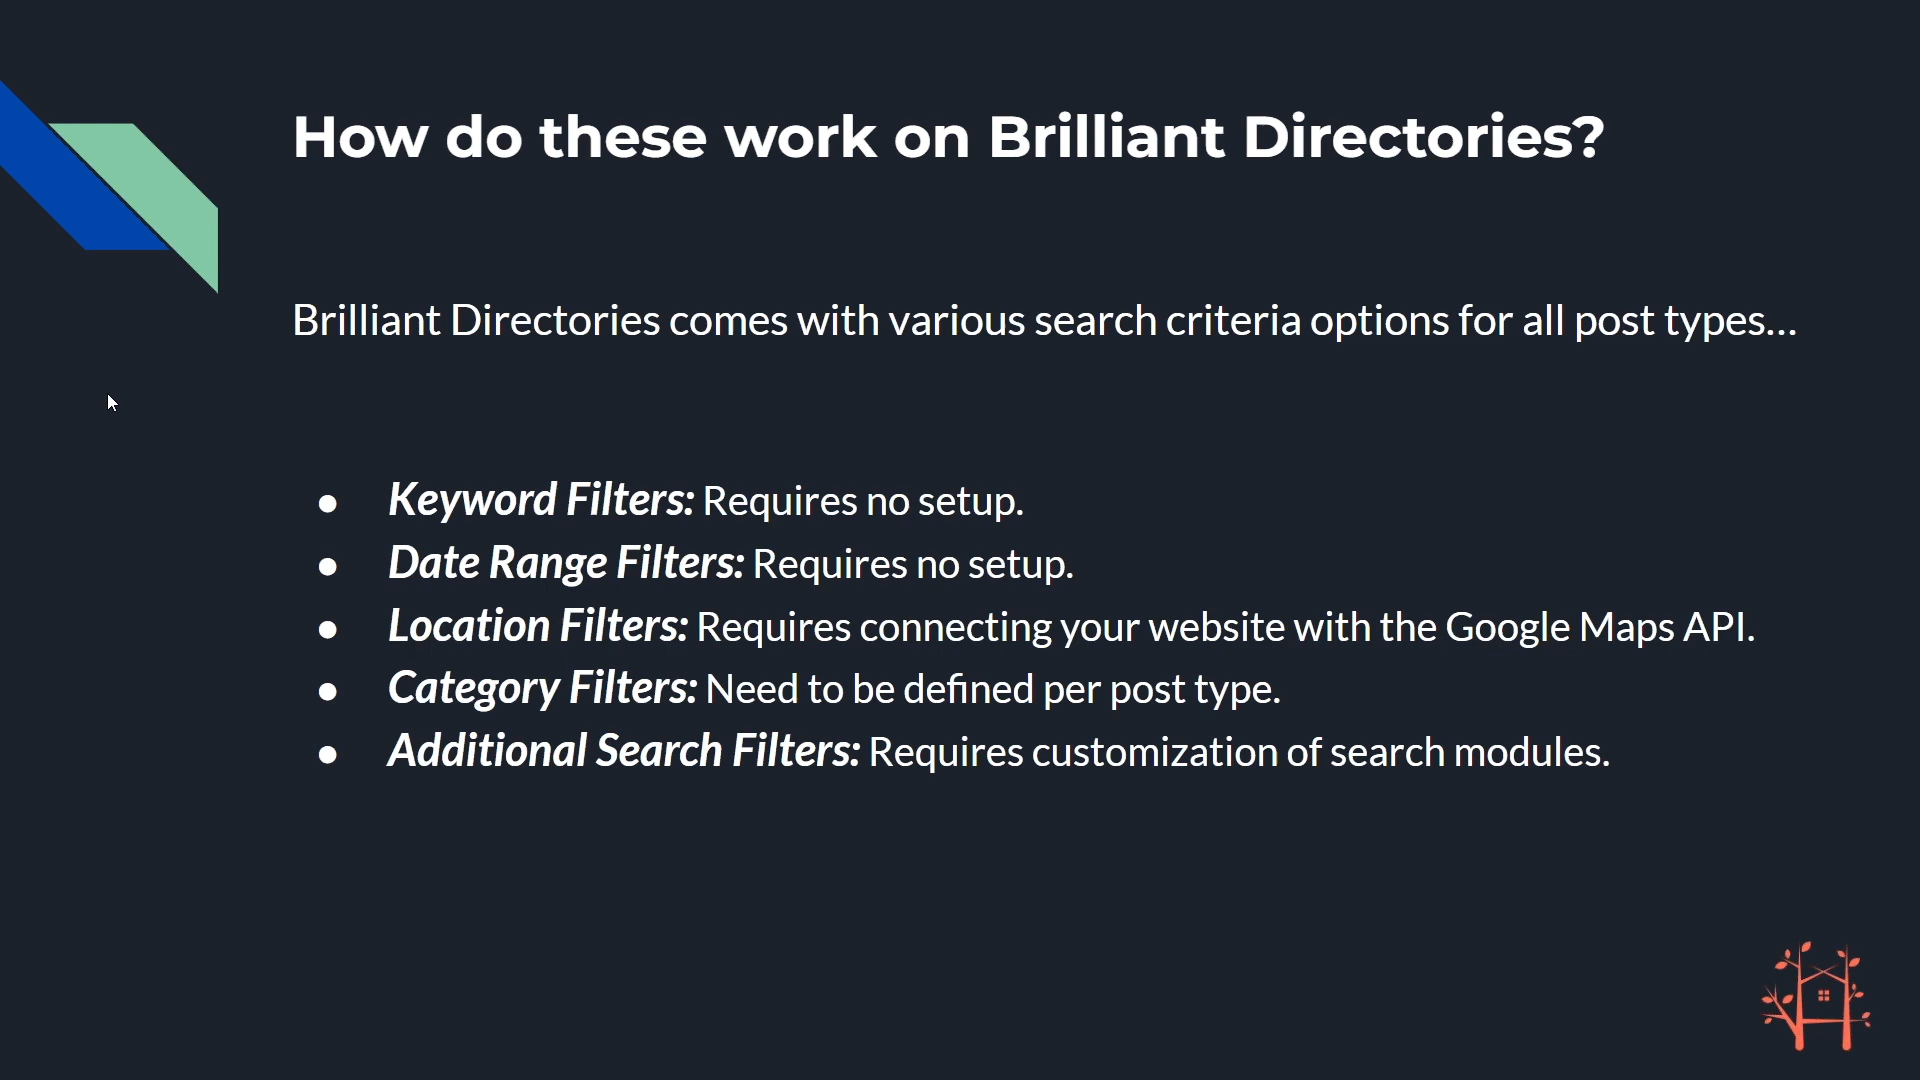 How do these work on Brilliant Directories?
Brilliant Directories comes with various search criteria options for all post types...
● Keyword Filters: Requires no setup.
● Date Range Filters: Requires no setup.
● Location Filters: Requires connecting your website with the Google Maps API.
● Category Filters: Need to be defined per post type.
● Additional Search Filters: Requires customization of search modules.